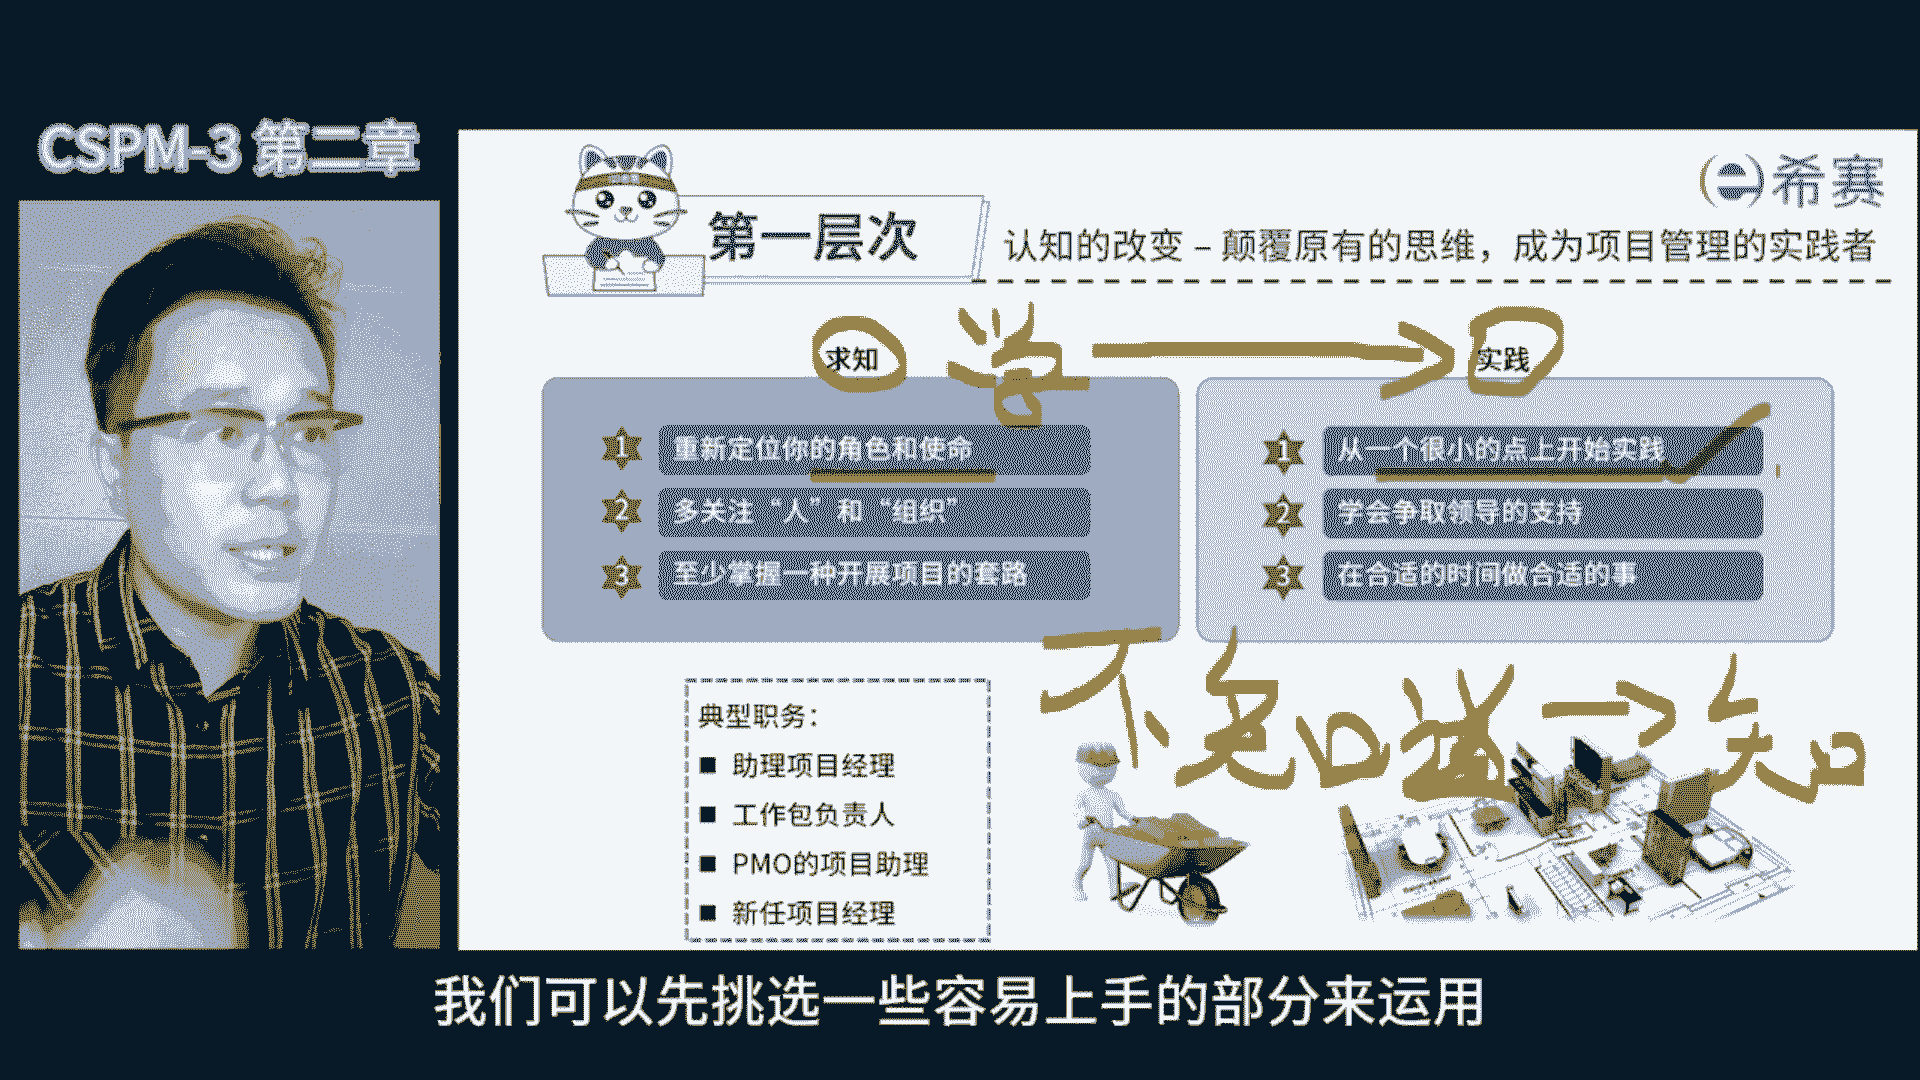 CSPM-3 第二章
希赛
第一层次
认知的改变 – 颠覆原有的思维，成为项目管理的实践者
求知
学
实践
1 重新定位你的角色和使命
2 多关注“人”和“组织”
3 至少掌握一种开展项目的套路
1 从一个很小的点上开始实践
2 学会争取领导的支持
3 在合适的时间做合适的事
不知道 → 知
典型职务：
■ 助理项目经理
■ 工作包负责人
■ PMO的项目助理
■ 新任项目经理
我们可以先挑选一些容易上手的部分来运用